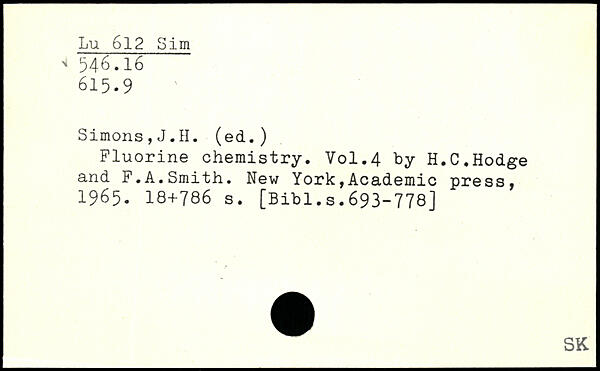 Lu 612 Sim
546.16
615.9
Simons,J.H. (ed.)
Fluorine chemistry. Vol.4 by H.C.Hodge
and F.A.Smith. New York,Academic press,
1965. 18+786 s. [Bibl.s.693-778]
SK